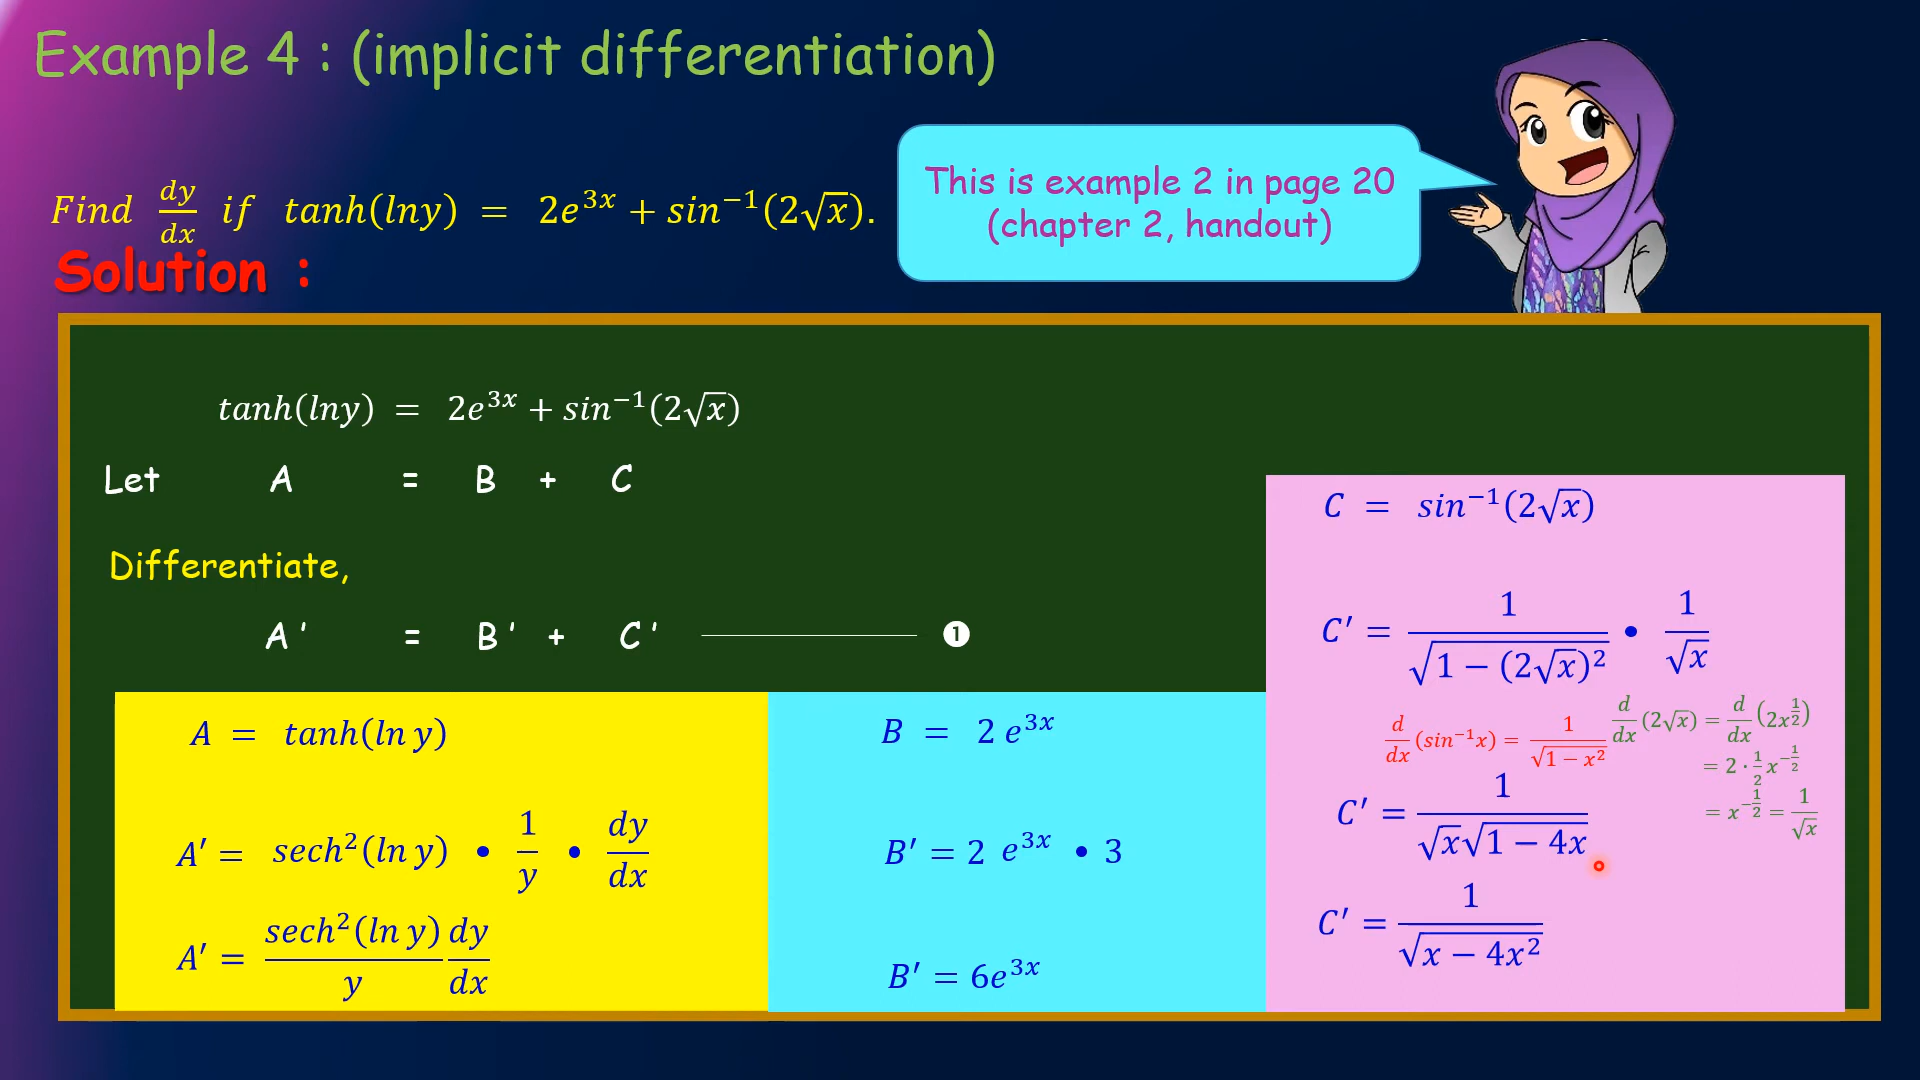 Example 4 : (implicit differentiation)
This is example 2 in page 20
(chapter 2, handout)
Find dy/dx if tanh(lny) = 2e^{3x} + sin^{-1}(2√x).
Solution :
tanh(lny) = 2e^{3x} + sin^{-1}(2√x)
Let A = B + C
Differentiate,
A ' = B ' + C ' ❶
A = tanh(ln y)
A′ = sech²(ln y) • 1/y • dy/dx
A′ = sech²(ln y)/y dy/dx
B = 2 e^{3x}
B′ = 2 e^{3x} • 3
B′ = 6e^{3x}
C = sin^{-1}(2√x)
C′ = 1/√(1 − (2√x)²) • 1/√x
d/dx (sin^{-1}x) = 1/√(1 − x²)
d/dx (2√x) = d/dx (2x^{1/2})
= 2 · 1/2 x^{-1/2}
= x^{-1/2} = 1/√x
C′ = 1/(√x√(1 − 4x))
C′ = 1/√(x − 4x²)